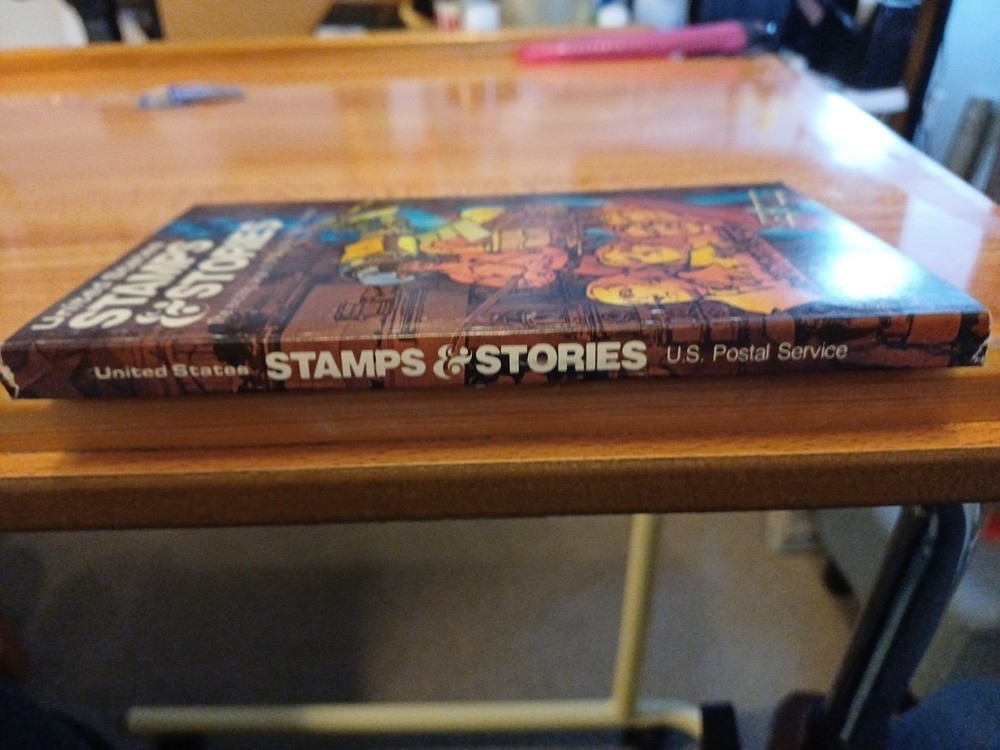 United States
STAMPS
& STORIES
United States STAMPS & STORIES U.S. Postal Service